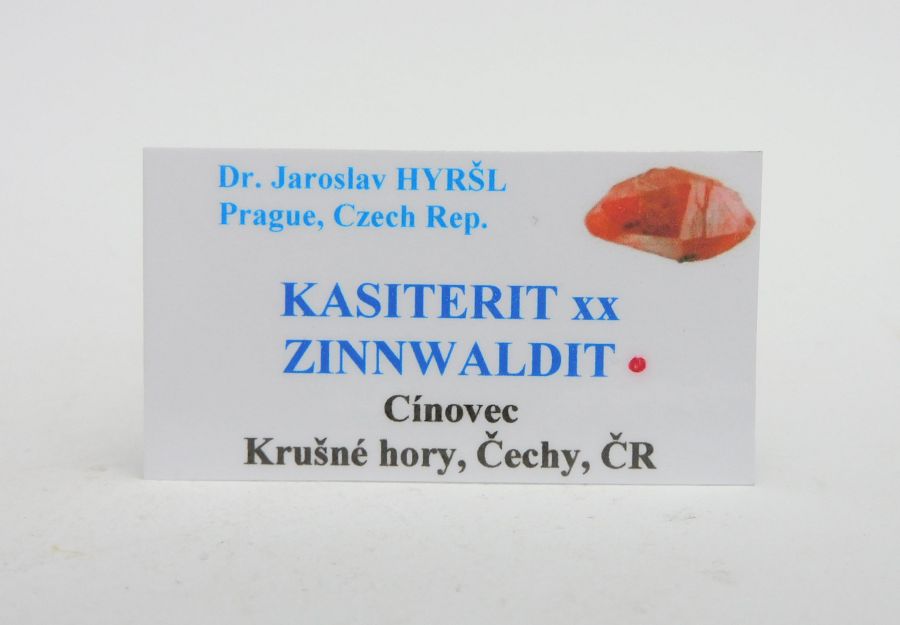 Dr. Jaroslav HYRŠL
Prague, Czech Rep.
KASITERIT xx
ZINNWALDIT
Cínovec
Krušné hory, Čechy, ČR